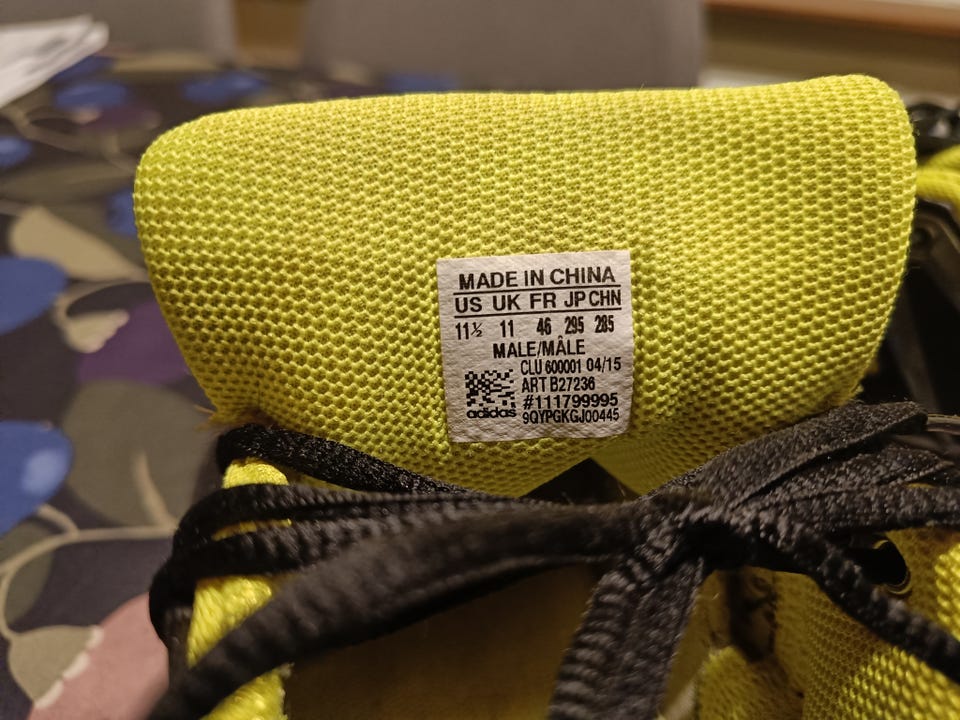 MADE IN CHINA
US UK FR JP CHN
11½ 11 46 295 285
MALE/MÂLE
CLU 600001 04/15
ART B27236
#111799995
adidas 9QYPGKGJ00445